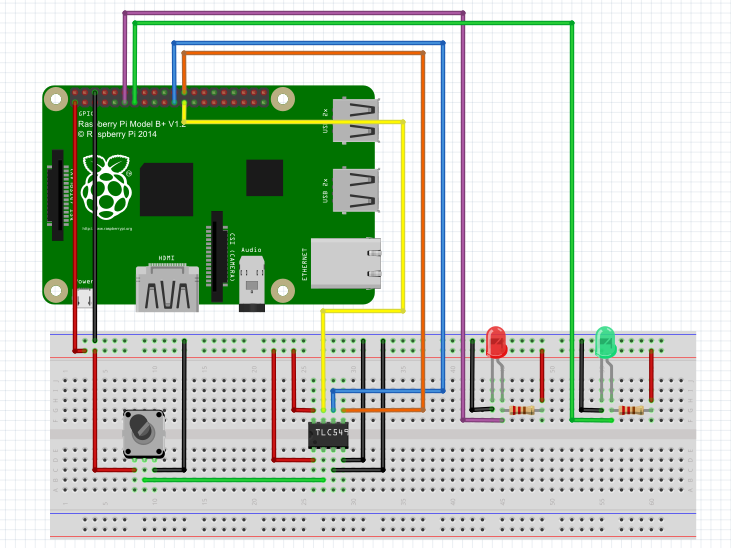 GPIO
Raspberry Pi Model B+ V1.2
© Raspberry Pi 2014
USB 2x
USB 2x
HDMI
CSI (CAMERA)
Audio
ETHERNET
TLC549